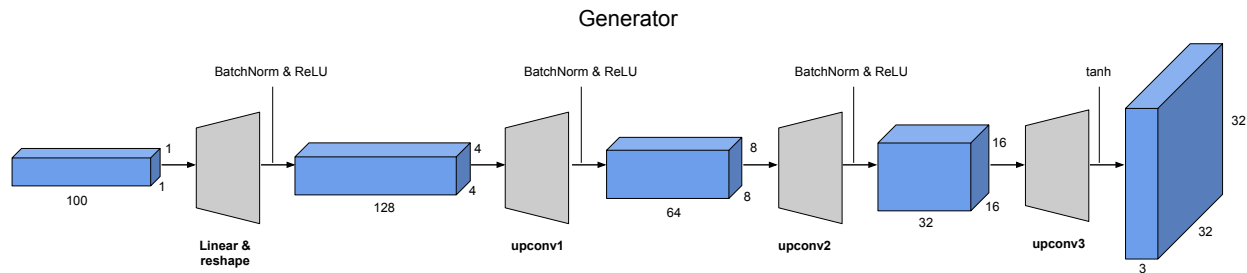 Generator
BatchNorm & ReLU
BatchNorm & ReLU
BatchNorm & ReLU
tanh
1
1
100
4
4
128
8
8
64
16
16
32
32
32
3
Linear &
reshape
upconv1
upconv2
upconv3